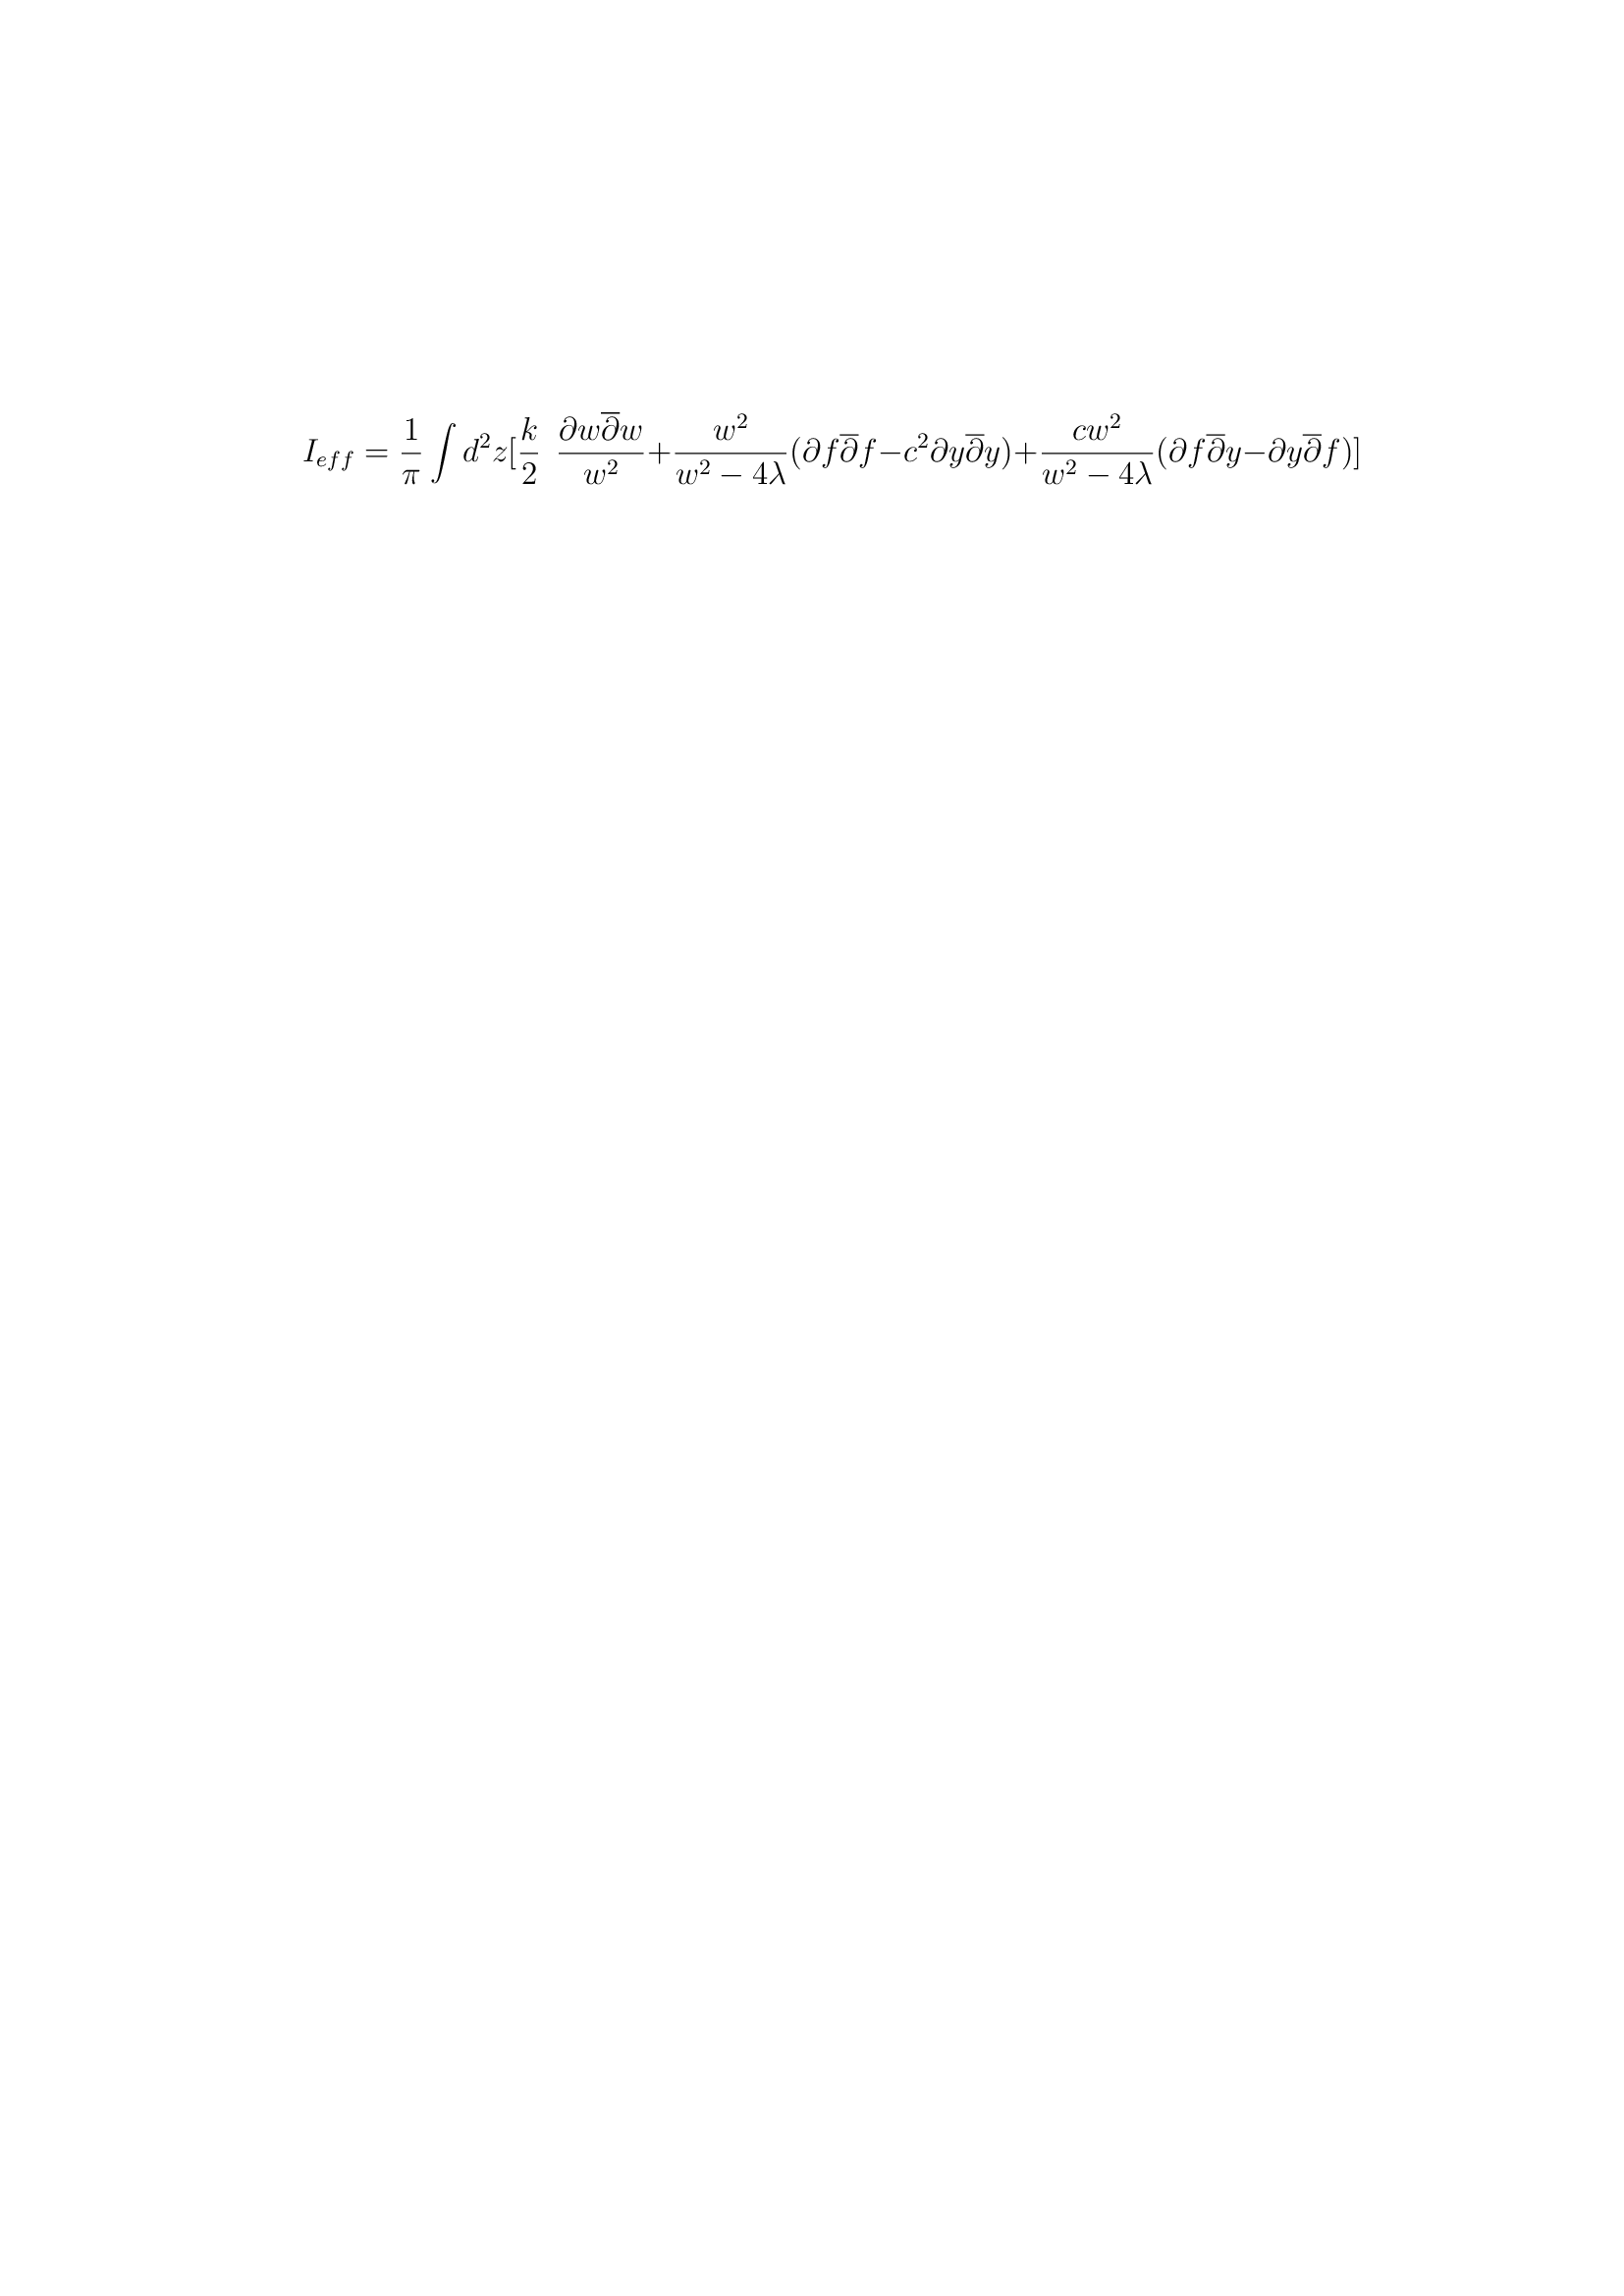 $I_{eff} = \frac{1}{\pi} \int d^2z [\frac{k}{2} \ \frac{\partial w \overline{\partial} w}{w^2} + \frac{w^2}{w^2 - 4\lambda} (\partial f \overline{\partial} f - c^2 \partial y \overline{\partial} y) + \frac{cw^2}{w^2 - 4\lambda} (\partial f \overline{\partial} y - \partial y \overline{\partial} f)]$